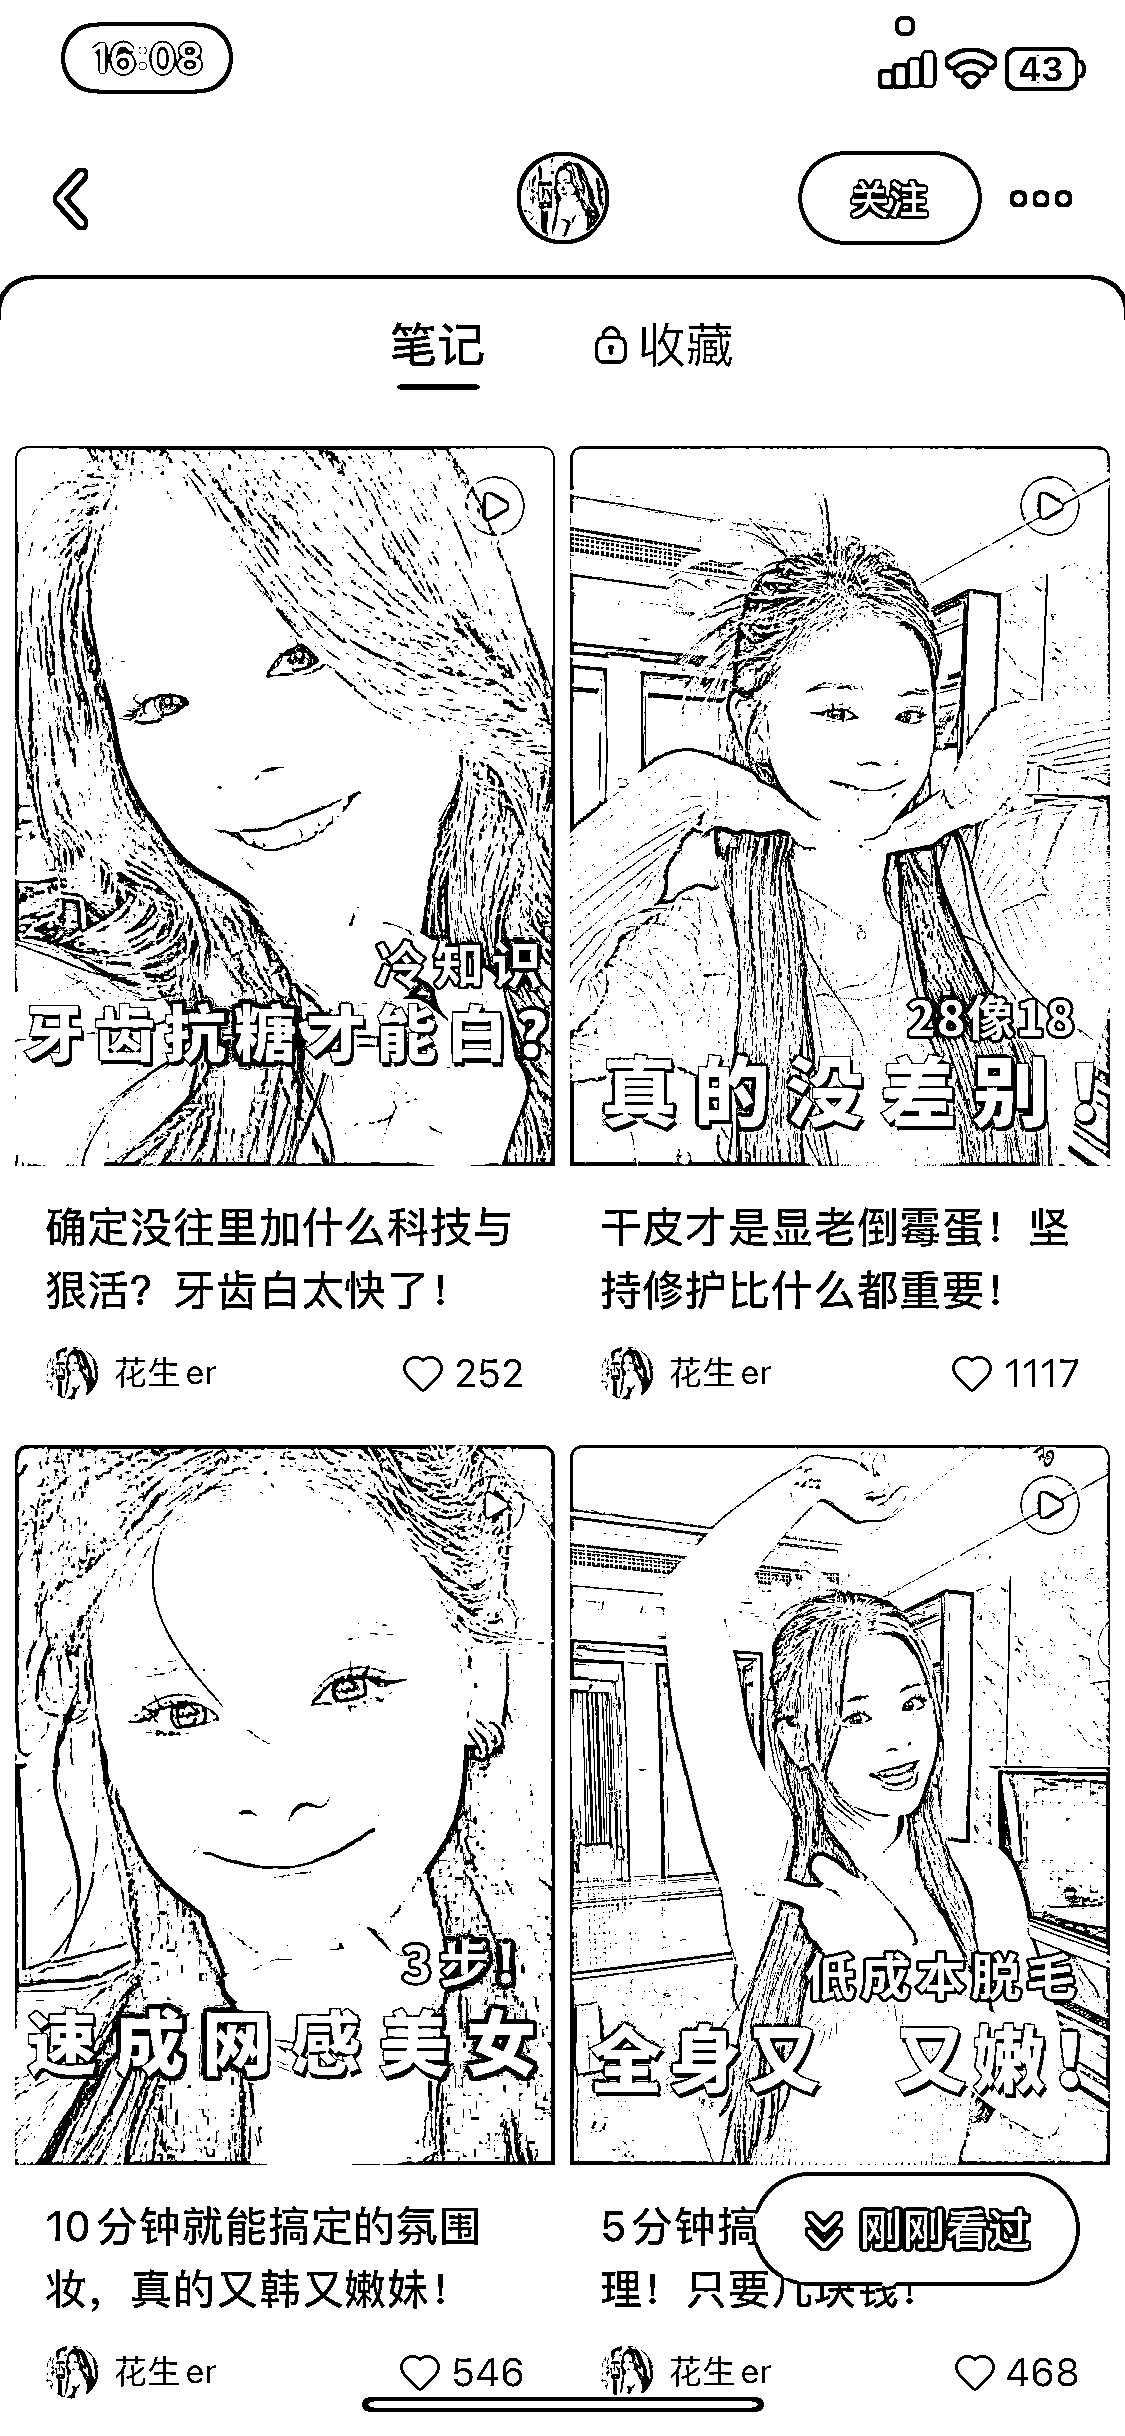 16:08
43
关注
笔记
收藏
冷知识
牙齿抗糖才能白?
28像18
真的没差别!
确定没往里加什么科技与
狠活?牙齿白太快了!
干皮才是显老倒霉蛋!坚
持修护比什么都重要!
花生er
252
花生er
1117
3步!
速成网感美女
低成本脱毛
全身又 又嫩!
10分钟就能搞定的氛围
妆,真的又韩又嫩妹!
5分钟搞
理!只要几块钱!
刚刚看过
花生er
546
花生er
468